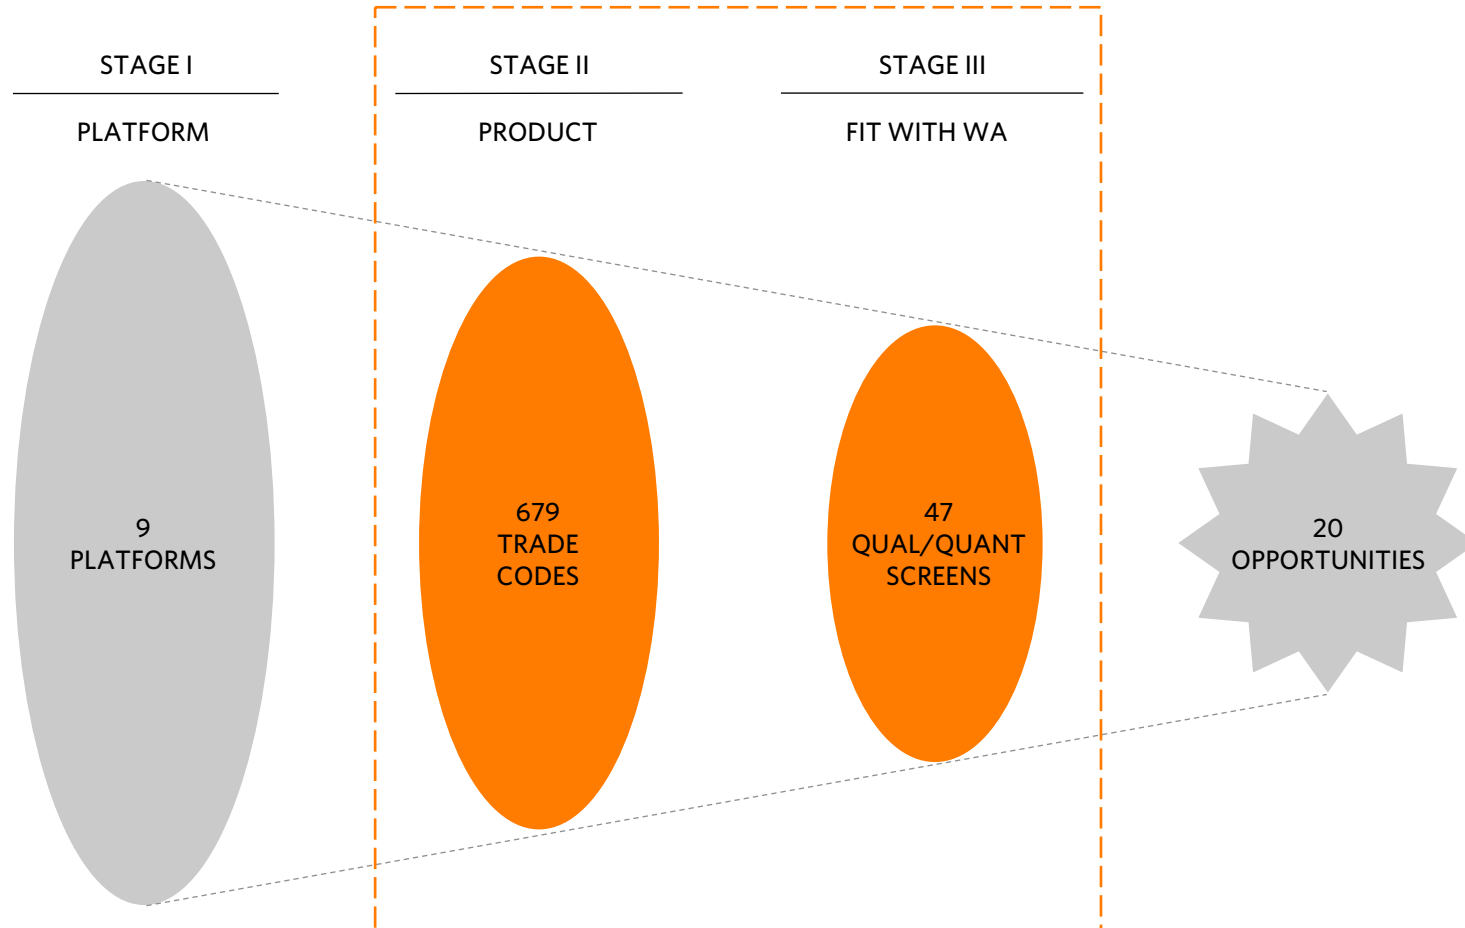 STAGE I
PLATFORM
STAGE II
PRODUCT
STAGE III
FIT WITH WA
9
PLATFORMS
679
TRADE
CODES
47
QUAL/QUANT
SCREENS
20
OPPORTUNITIES